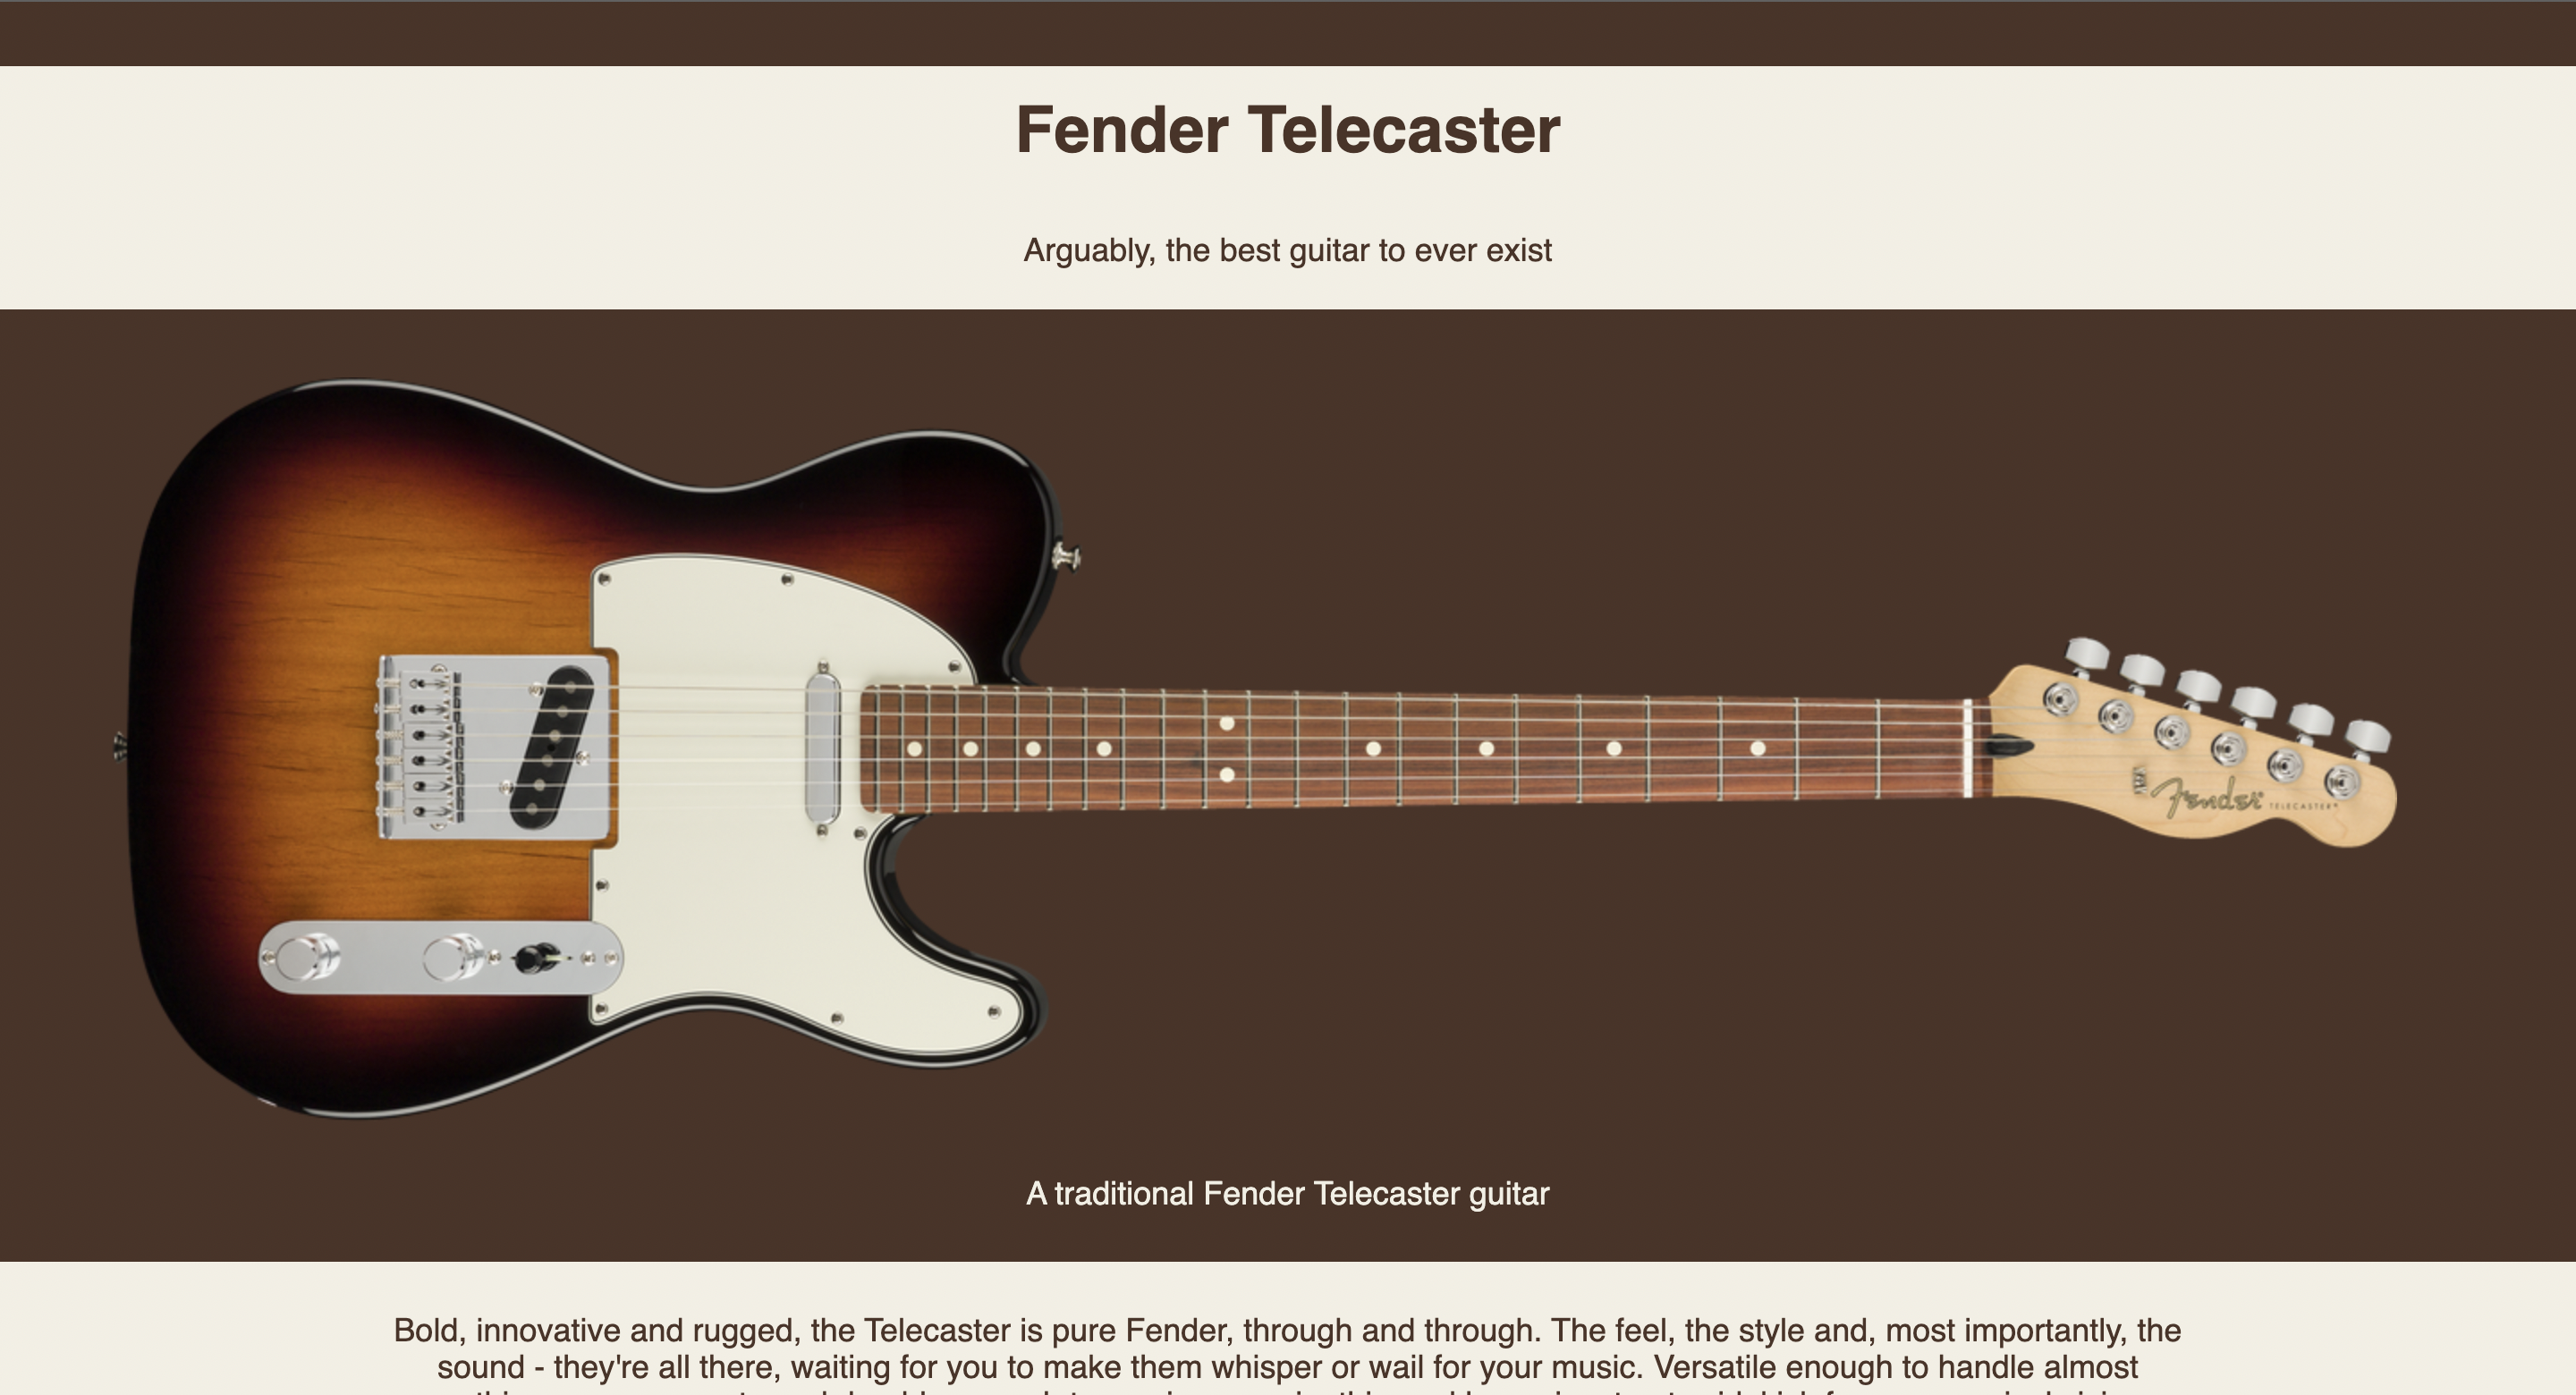 Fender Telecaster
Arguably, the best guitar to ever exist
Fender TELECASTER
A traditional Fender Telecaster guitar
Bold, innovative and rugged, the Telecaster is pure Fender, through and through. The feel, the style and, most importantly, the
sound - they're all there, waiting for you to make them whisper or wail for your music. Versatile enough to handle almost